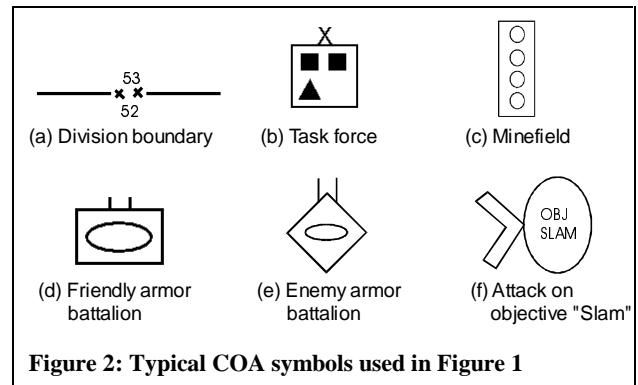 53
52
(a) Division boundary
X
(b) Task force
(c) Minefield
(d) Friendly armor
battalion
(e) Enemy armor
battalion
OBJ
SLAM
(f) Attack on
objective "Slam"
Figure 2: Typical COA symbols used in Figure 1